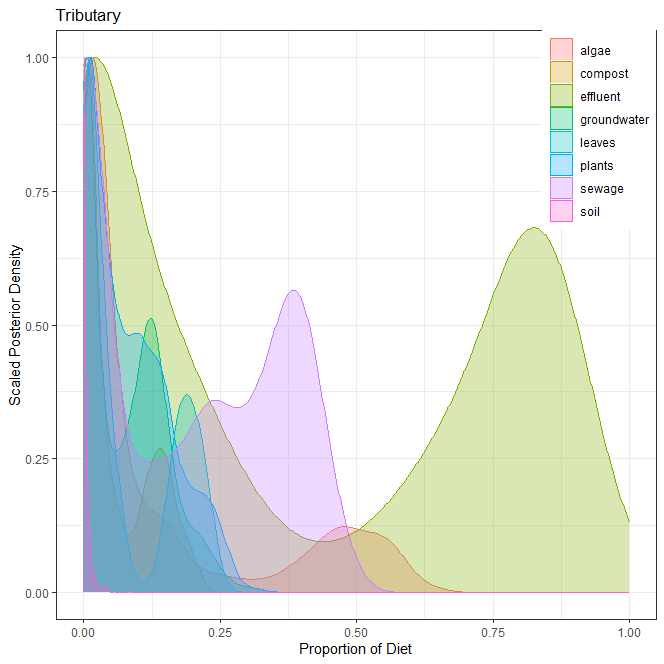 Tributary
algae
compost
effluent
groundwater
leaves
plants
sewage
soil
Scaled Posterior Density
1.00
0.75
0.50
0.25
0.00
0.00 0.25 0.50 0.75 1.00
Proportion of Diet